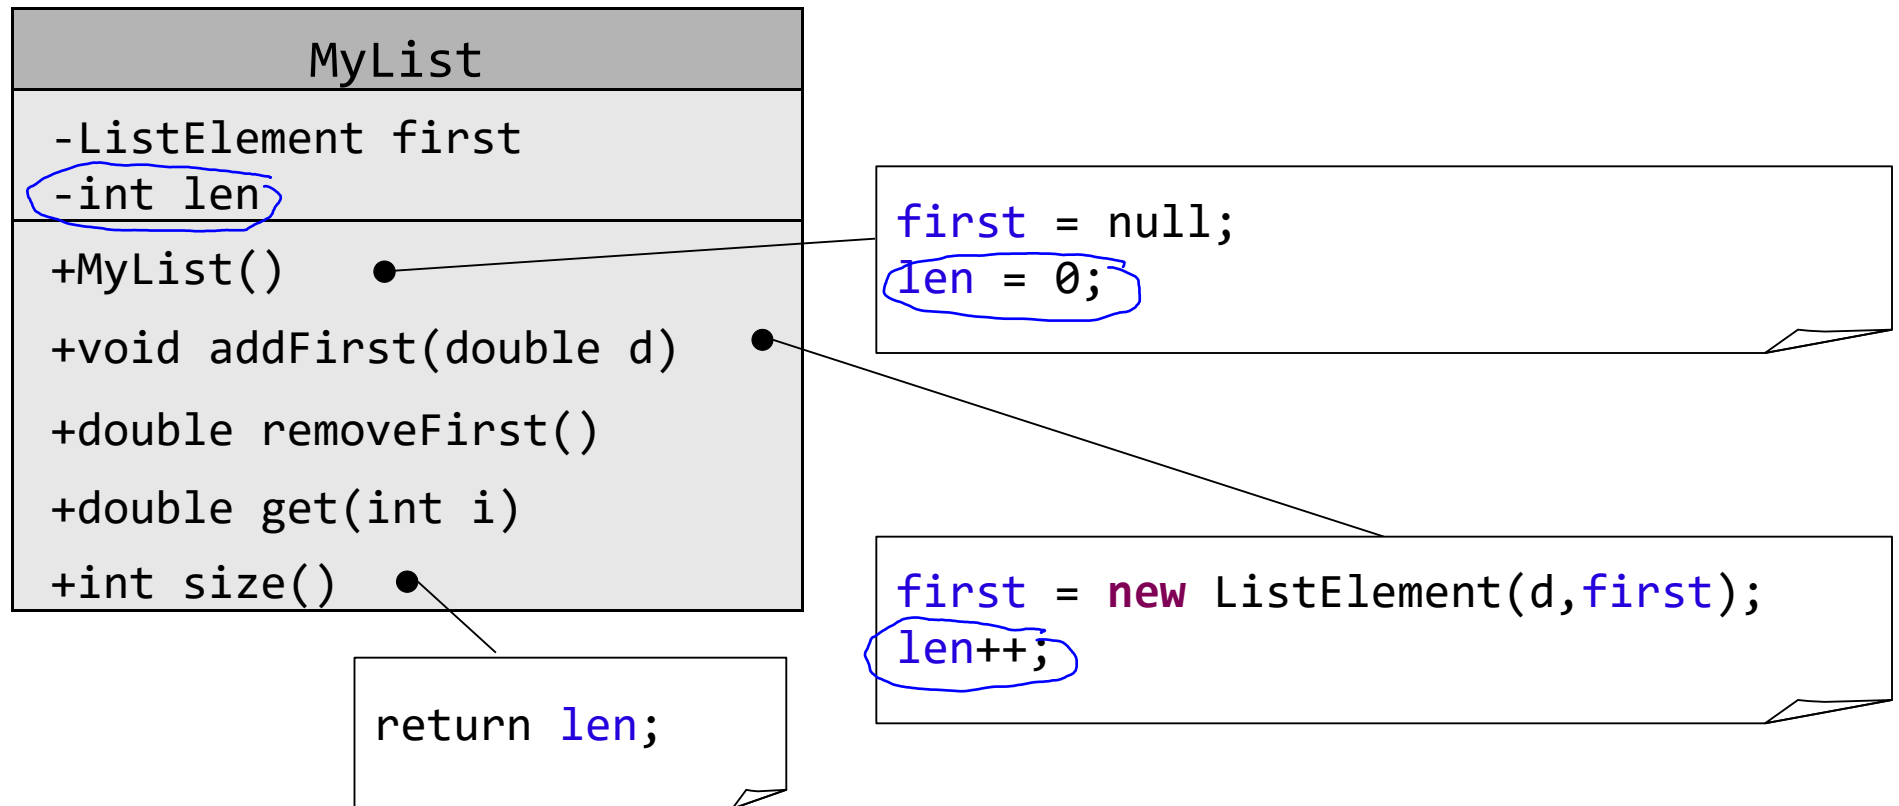 MyList
-ListElement first
-int len
+MyList()
+void addFirst(double d)
+double removeFirst()
+double get(int i)
+int size()
first = null;
len = 0;
first = new ListElement(d,first);
len++;
return len;